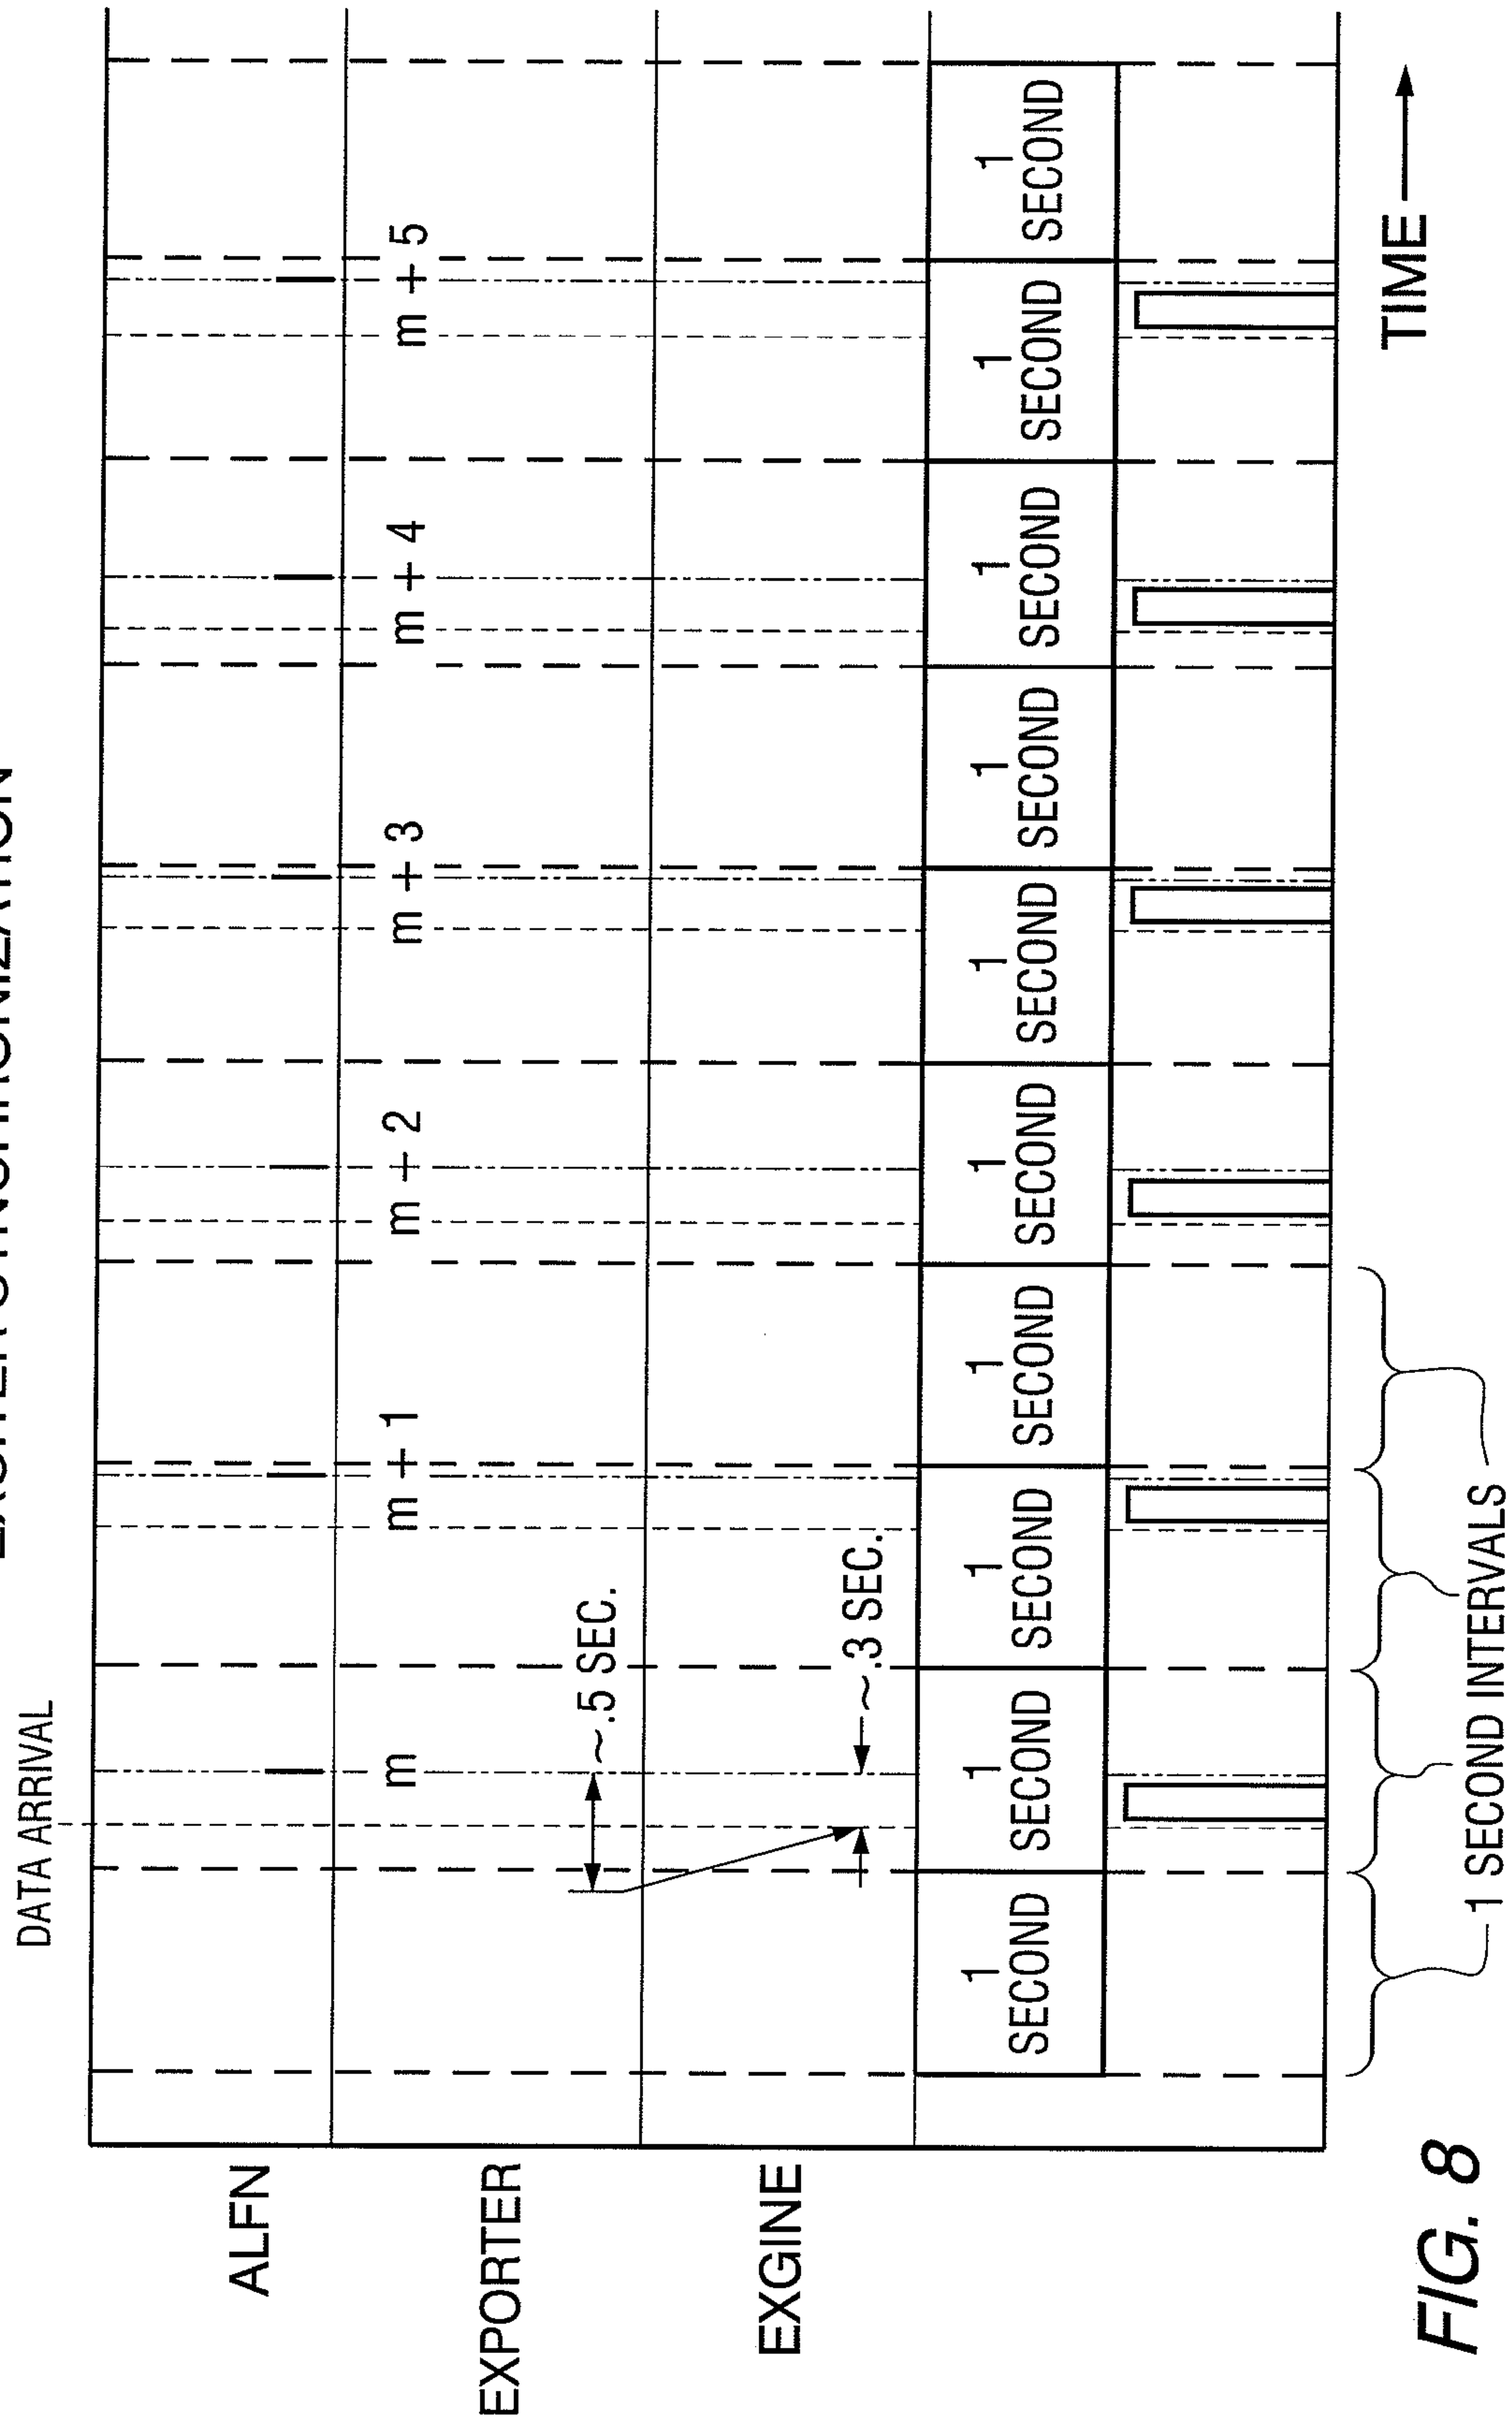 EXCITER SYNCHRONIZATION
DATA ARRIVAL
ALFN
m
m + 1
m + 2
m + 3
m + 4
m + 5
EXPORTER
~.5 SEC.
EXGINE
~.3 SEC.
1
SECOND
1
SECOND
1
SECOND
1
SECOND
1
SECOND
1
SECOND
1
SECOND
1
SECOND
1
SECOND
1
SECOND
TIME
1 SECOND INTERVALS
FIG. 8